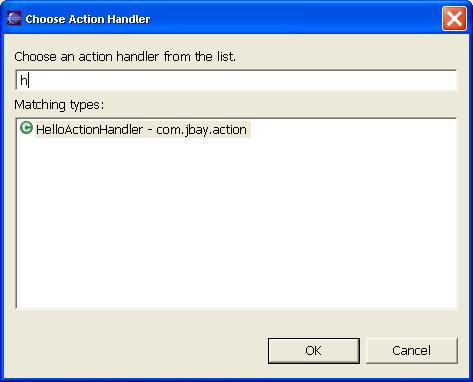 Choose Action Handler
Choose an action handler from the list.
h
Matching types:
HelloActionHandler - com.jbay.action
OK
Cancel